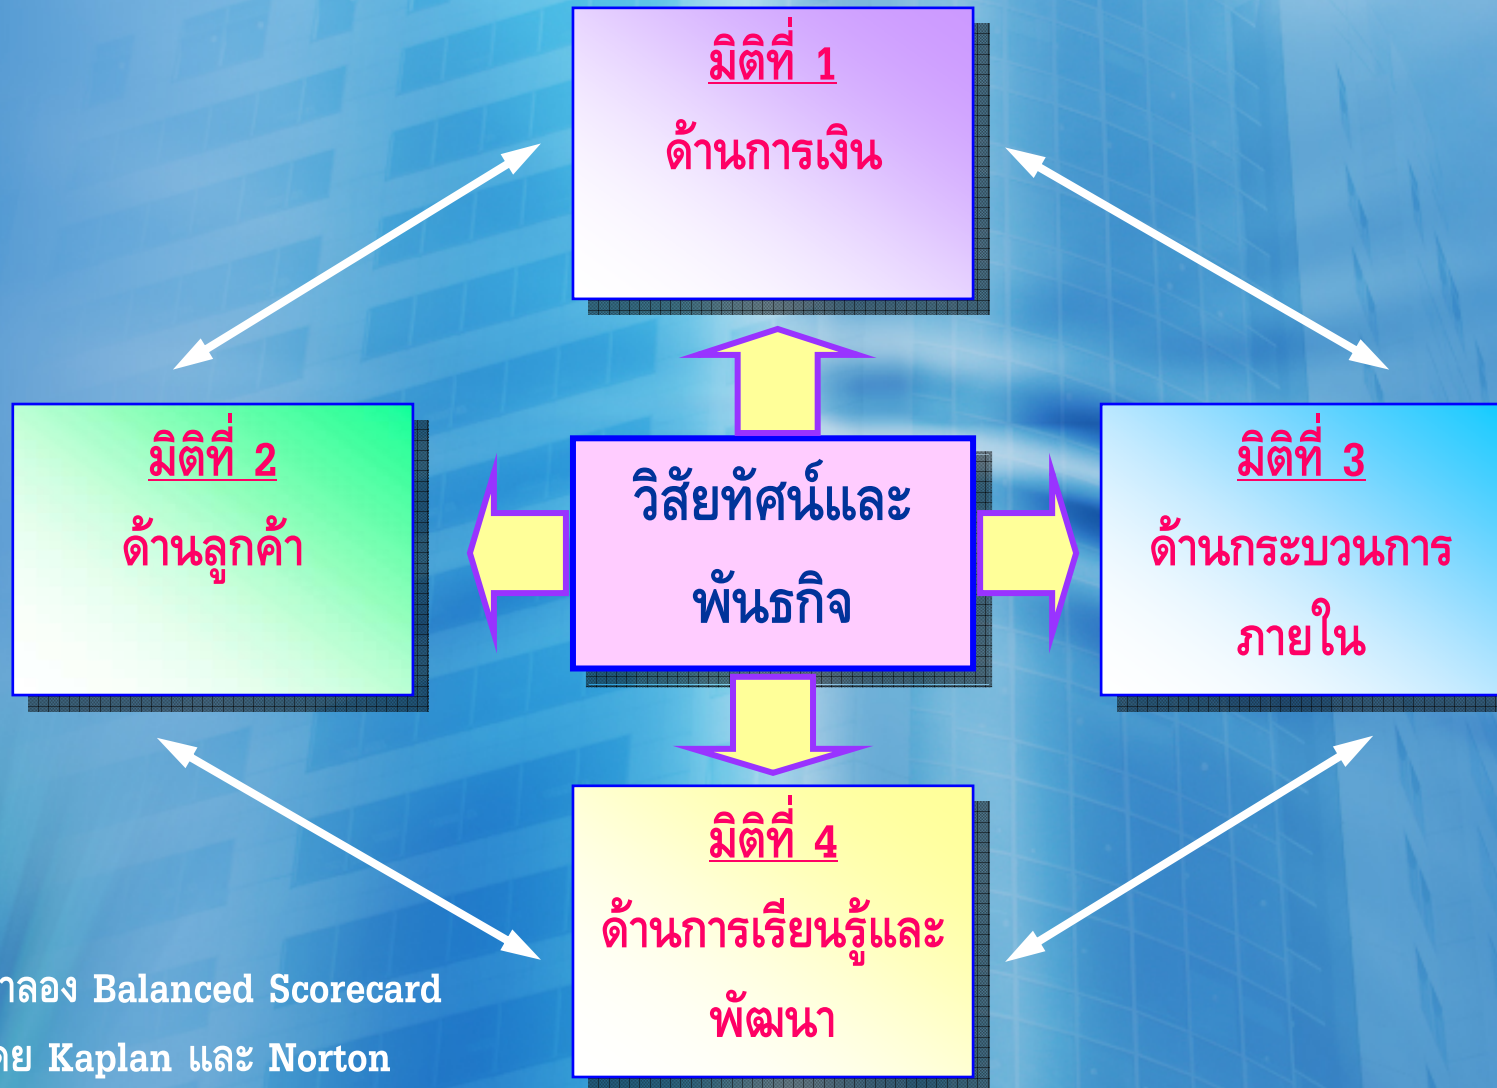 มิติที่ 1
ด้านการเงิน
มิติที่ 2
ด้านลูกค้า
วิสัยทัศน์และ
พันธกิจ
มิติที่ 3
ด้านกระบวนการ
ภายใน
มิติที่ 4
ด้านการเรียนรู้และ
พัฒนา
Balanced Scorecard
Kaplan และ Norton